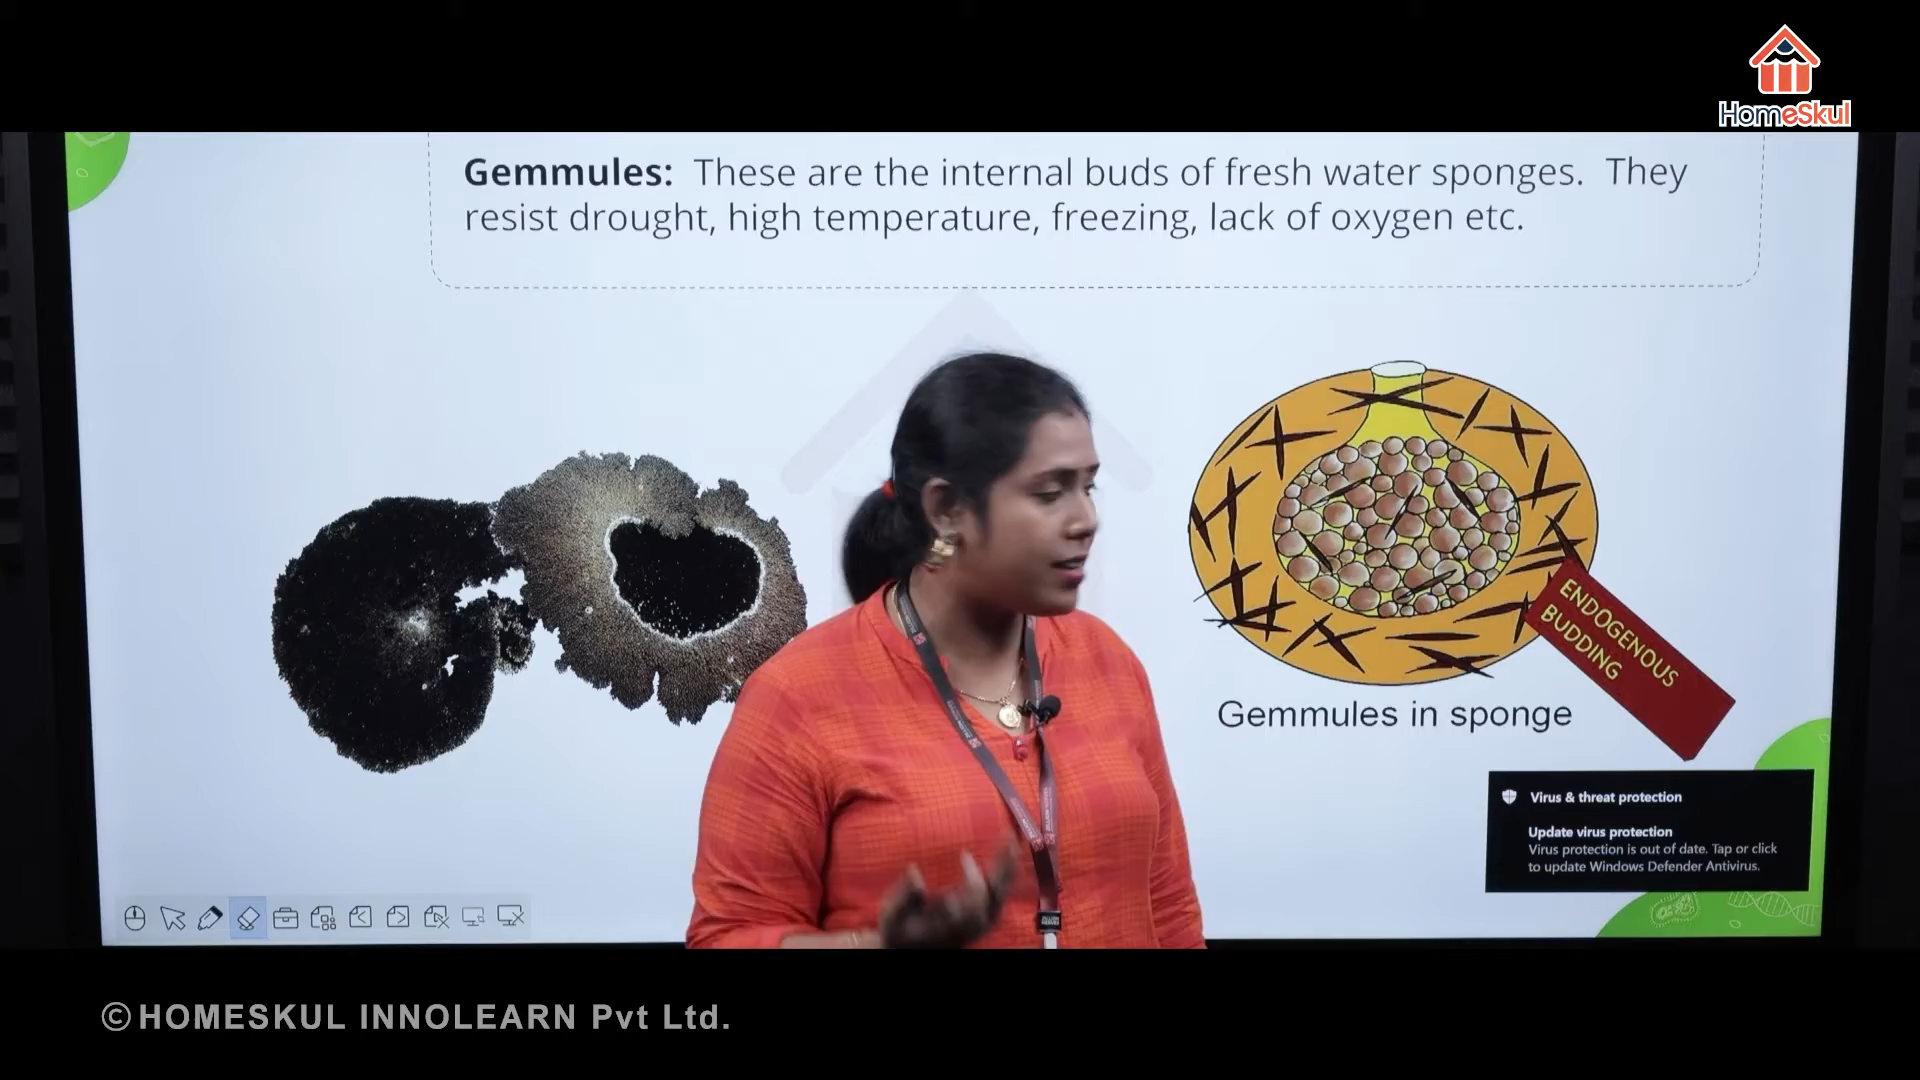 HomeSkul
Gemmules: These are the internal buds of fresh water sponges. They
resist drought, high temperature, freezing, lack of oxygen etc.
ENDOGENOUS
BUDDING
Gemmules in sponge
Virus & threat protection
Update virus protection
Virus protection is out of date. Tap or click
to update Windows Defender Antivirus.
©HOMESKUL INNOLEARN Pvt Ltd.